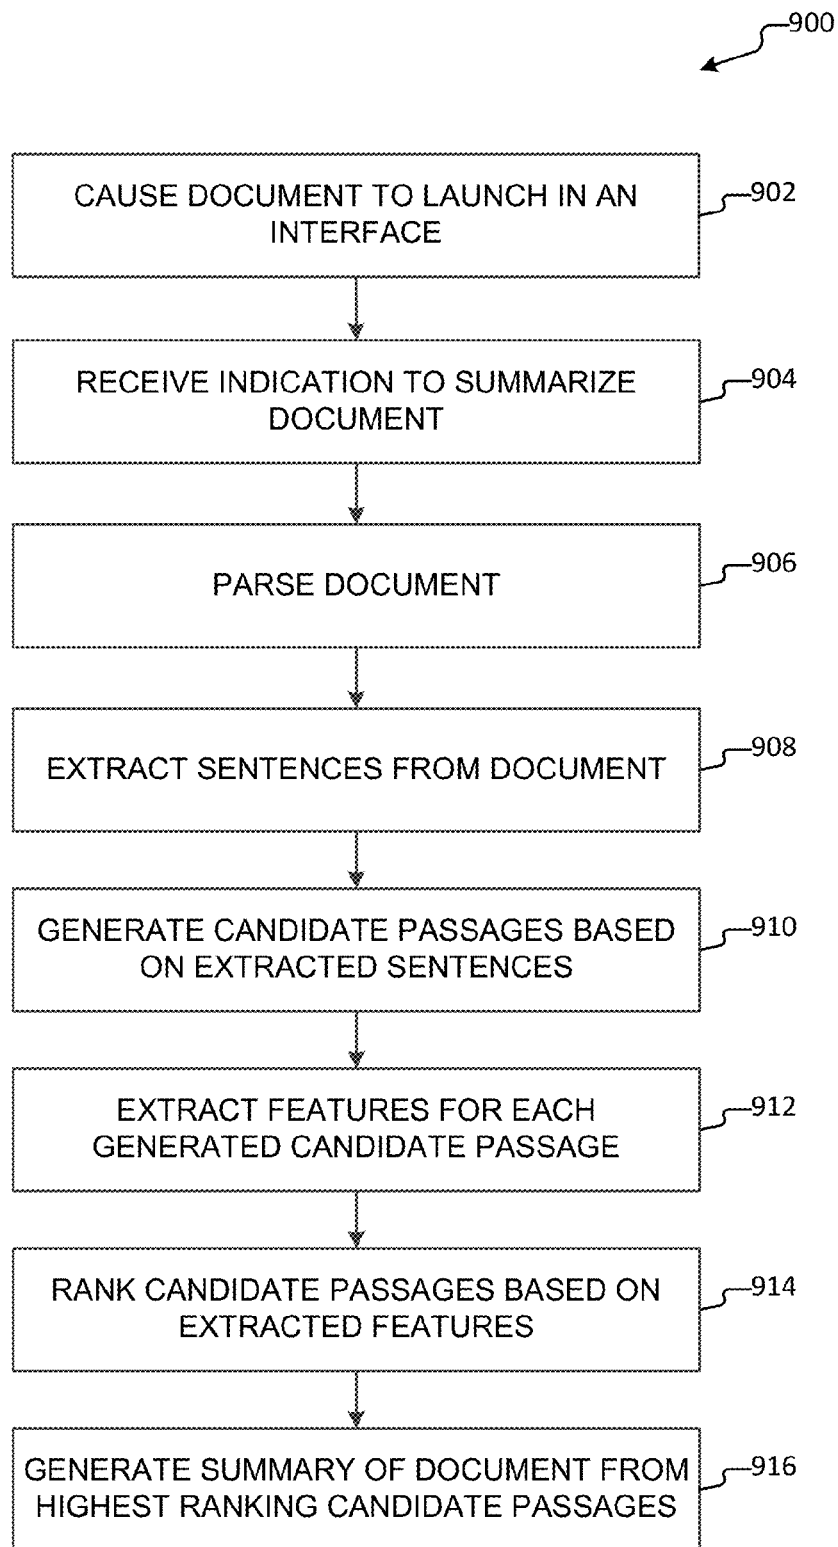 900
CAUSE DOCUMENT TO LAUNCH IN AN
INTERFACE
902
RECEIVE INDICATION TO SUMMARIZE
DOCUMENT
904
PARSE DOCUMENT
906
EXTRACT SENTENCES FROM DOCUMENT
908
GENERATE CANDIDATE PASSAGES BASED
ON EXTRACTED SENTENCES
910
EXTRACT FEATURES FOR EACH
GENERATED CANDIDATE PASSAGE
912
RANK CANDIDATE PASSAGES BASED ON
EXTRACTED FEATURES
914
GENERATE SUMMARY OF DOCUMENT FROM
HIGHEST RANKING CANDIDATE PASSAGES
916